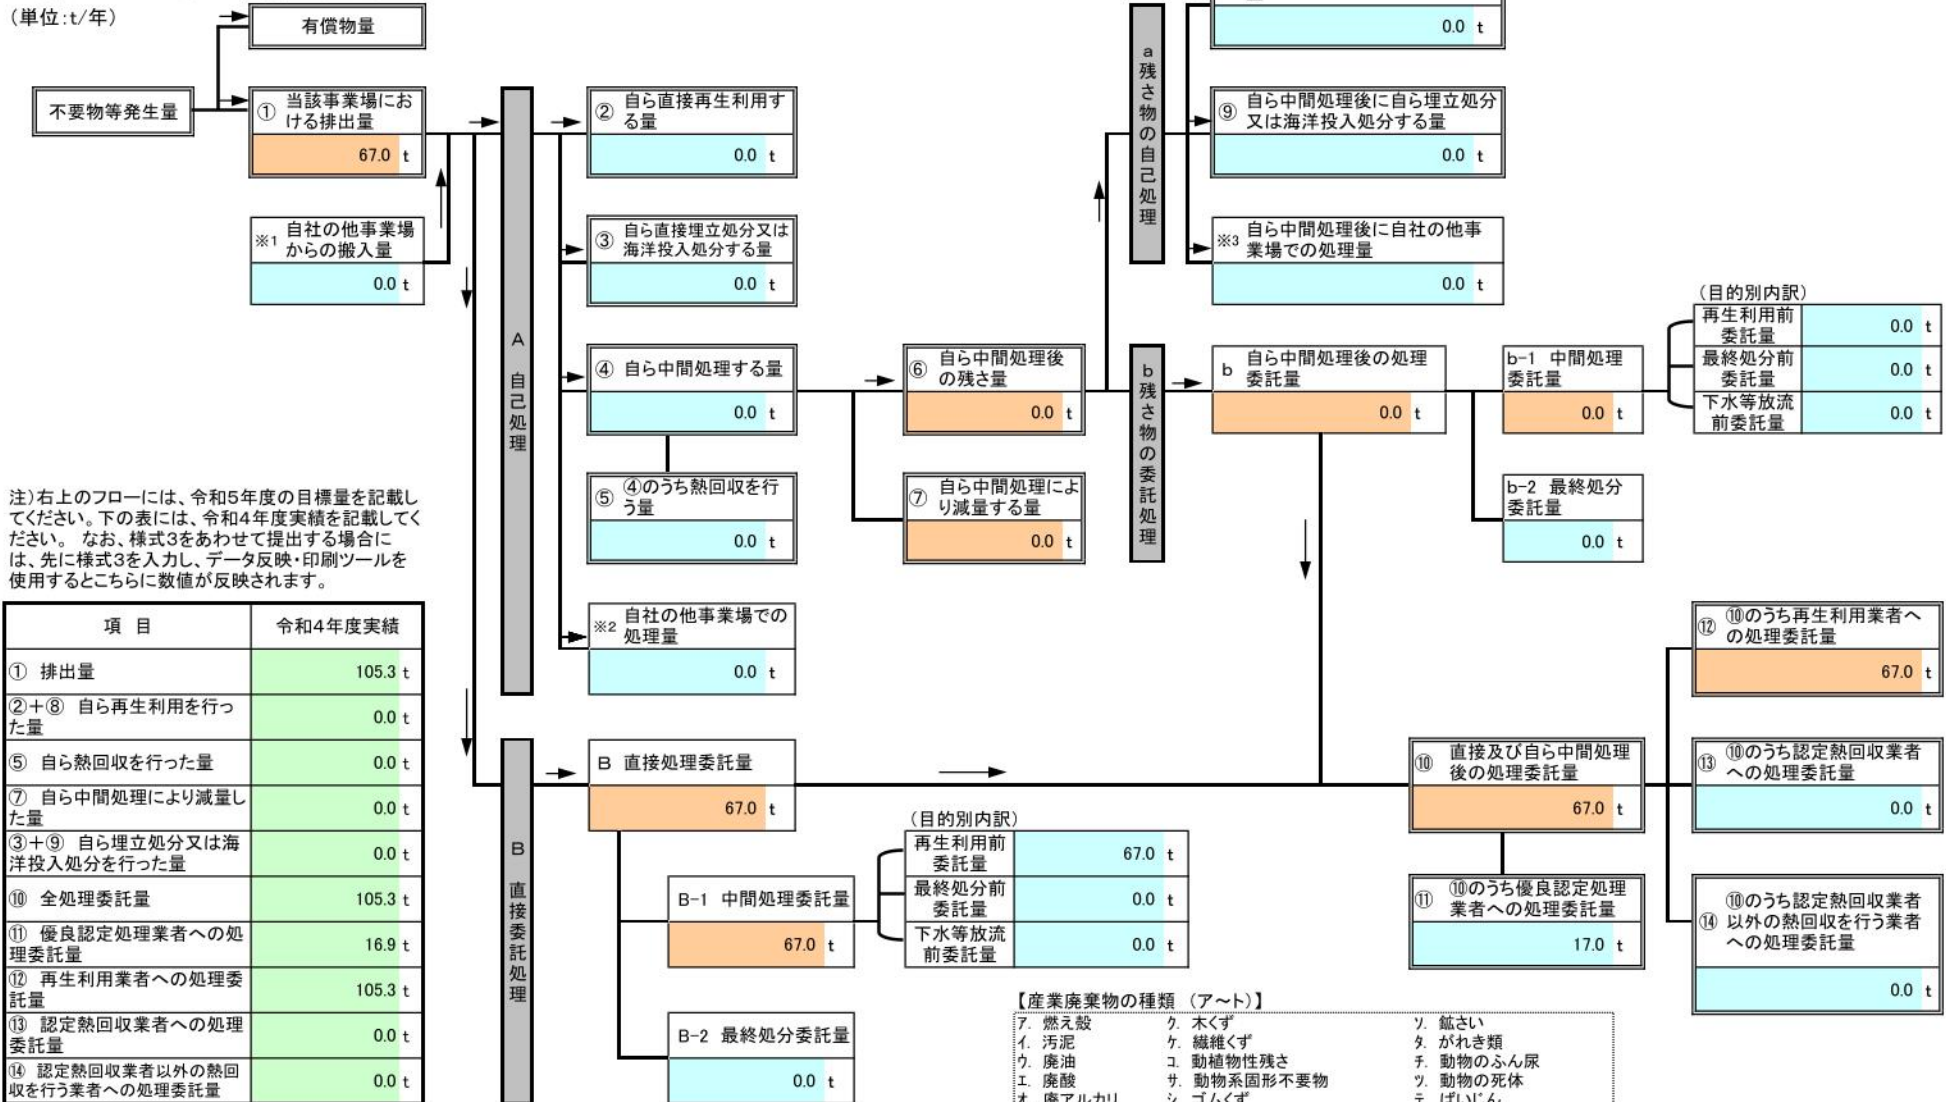 (単位:t/年)
有償物量
不要物等発生量
① 当該事業場にお
ける排出量
67.0 t
※1 自社の他事業場
からの搬入量
0.0 t
A 自己処理
② 自ら直接再生利用す
る量
0.0 t
③ 自ら直接埋立処分又は
海洋投入処分する量
0.0 t
④ 自ら中間処理する量
0.0 t
⑤ ④のうち熱回収を行
う量
0.0 t
※2 自社の他事業場での
処理量
0.0 t
⑥ 自ら中間処理後
の残さ量
0.0 t
⑦ 自ら中間処理によ
り減量する量
0.0 t
a 残さ物の自己処理
0.0 t
⑨ 自ら中間処理後に自ら埋立処分
又は海洋投入処分する量
0.0 t
※3 自ら中間処理後に自社の他事
業場での処理量
0.0 t
b 残さ物の委託処理
b 自ら中間処理後の処理
委託量
0.0 t
b-1 中間処理
委託量
0.0 t
(目的別内訳)
再生利用前
委託量
0.0 t
最終処分前
委託量
0.0 t
下水等放流
前委託量
0.0 t
b-2 最終処分
委託量
0.0 t
注)右上のフローには、令和5年度の目標量を記載し
てください。下の表には、令和4年度実績を記載してく
ださい。 なお、様式3をあわせて提出する場合に
は、先に様式3を入力し、データ反映・印刷ツールを
使用するとこちらに数値が反映されます。
項 目 令和4年度実績
① 排出量 105.3 t
②+⑧ 自ら再生利用を行っ
た量 0.0 t
⑤ 自ら熱回収を行った量 0.0 t
⑦ 自ら中間処理により減量し
た量 0.0 t
③+⑨ 自ら埋立処分又は海
洋投入処分を行った量 0.0 t
⑩ 全処理委託量 105.3 t
⑪ 優良認定処理業者への処
理委託量 16.9 t
⑫ 再生利用業者への処理委
託量 105.3 t
⑬ 認定熱回収業者への処理
委託量 0.0 t
⑭ 認定熱回収業者以外の熱回
収を行う業者への処理委託量 0.0 t
B 直接委託処理
B 直接処理委託量
67.0 t
B-1 中間処理委託量
67.0 t
(目的別内訳)
再生利用前
委託量
67.0 t
最終処分前
委託量
0.0 t
下水等放流
前委託量
0.0 t
B-2 最終処分委託量
0.0 t
⑩ 直接及び自ら中間処理
後の処理委託量
67.0 t
⑪ ⑩のうち優良認定処理
業者への処理委託量
17.0 t
⑫ ⑩のうち再生利用業者へ
の処理委託量
67.0 t
⑬ ⑩のうち認定熱回収業者
への処理委託量
0.0 t
⑭ ⑩のうち認定熱回収業者
以外の熱回収を行う業者
への処理委託量
0.0 t
【産業廃棄物の種類 (ア~ト)】
ア. 燃え殻 ク. 木くず ソ. 鉱さい
イ. 汚泥 ケ. 繊維くず タ. がれき類
ウ. 廃油 コ. 動植物性残さ チ. 動物のふん尿
エ. 廃酸 サ. 動物系固形不要物 ツ. 動物の死体
オ. 廃アルカリ シ. ゴムくず テ. ばいじん